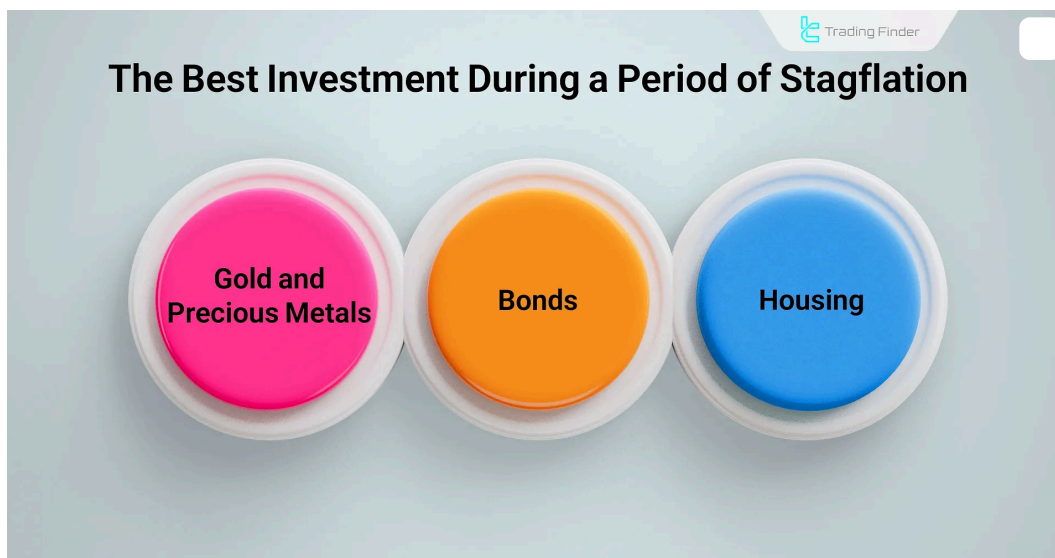 Trading Finder
The Best Investment During a Period of Stagflation
Gold and
Precious Metals
Bonds
Housing